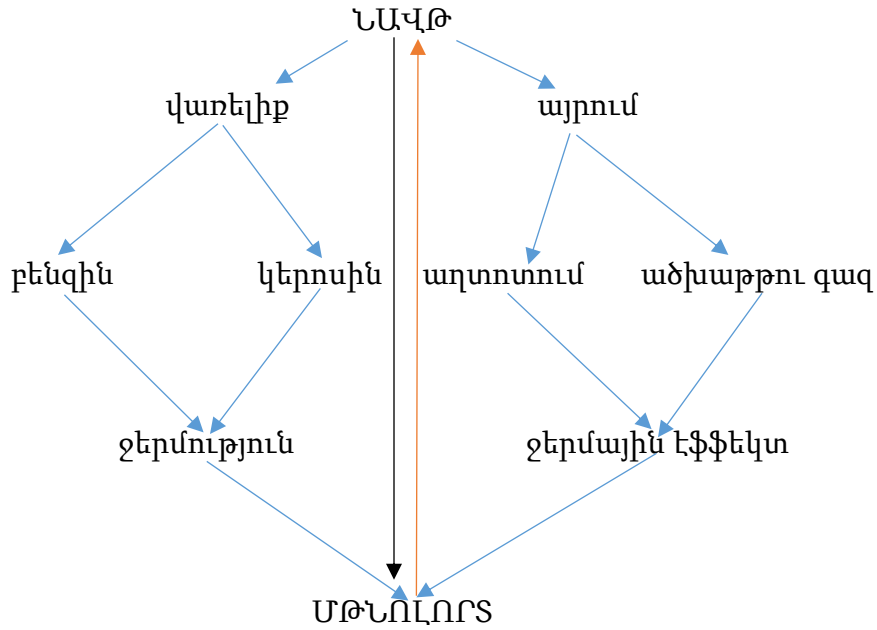 ՆԱՎԹ
վառելիք այրում
բենզին կերոսին աղտոտում ածխաթթու գազ
ջերմություն ջերմային էֆֆեկտ
ՄԹՆՈԼՈՐՏ